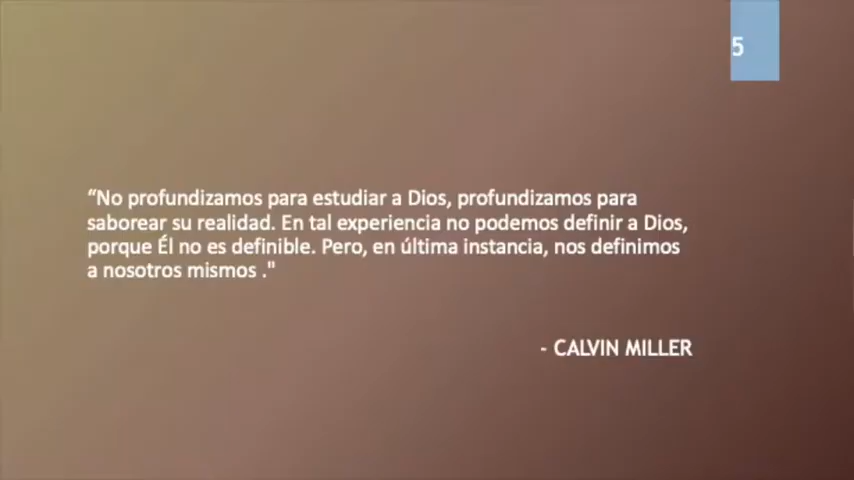 5
“No profundizamos para estudiar a Dios, profundizamos para
saborear su realidad. En tal experiencia no podemos definir a Dios,
porque Él no es definible. Pero, en última instancia, nos definimos
a nosotros mismos ."
- CALVIN MILLER